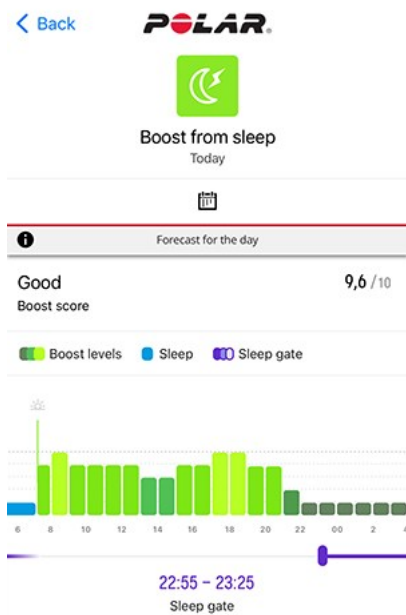 Back
POLAR.
Boost from sleep
Today
Forecast for the day
Good
9,6 /10
Boost score
Boost levels Sleep Sleep gate
6 8 10 12 14 16 18 20 22 00 2 4
22:55 – 23:25
Sleep gate